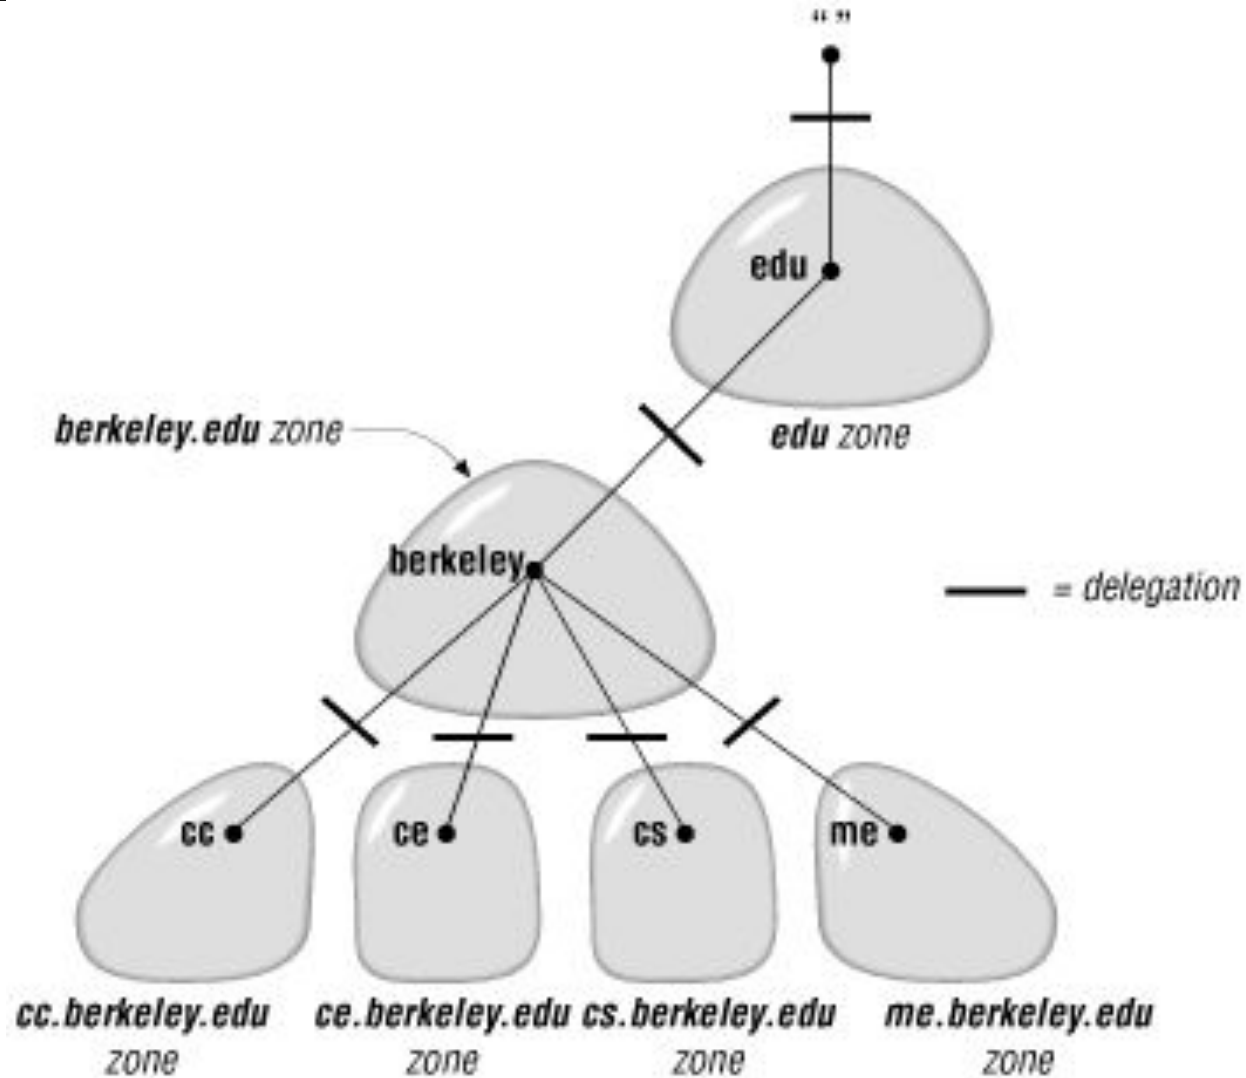 “ ”
edu
edu zone
berkeley.edu zone
berkeley
= delegation
cc
ce
cs
me
cc.berkeley.edu
zone
ce.berkeley.edu
zone
cs.berkeley.edu
zone
me.berkeley.edu
zone